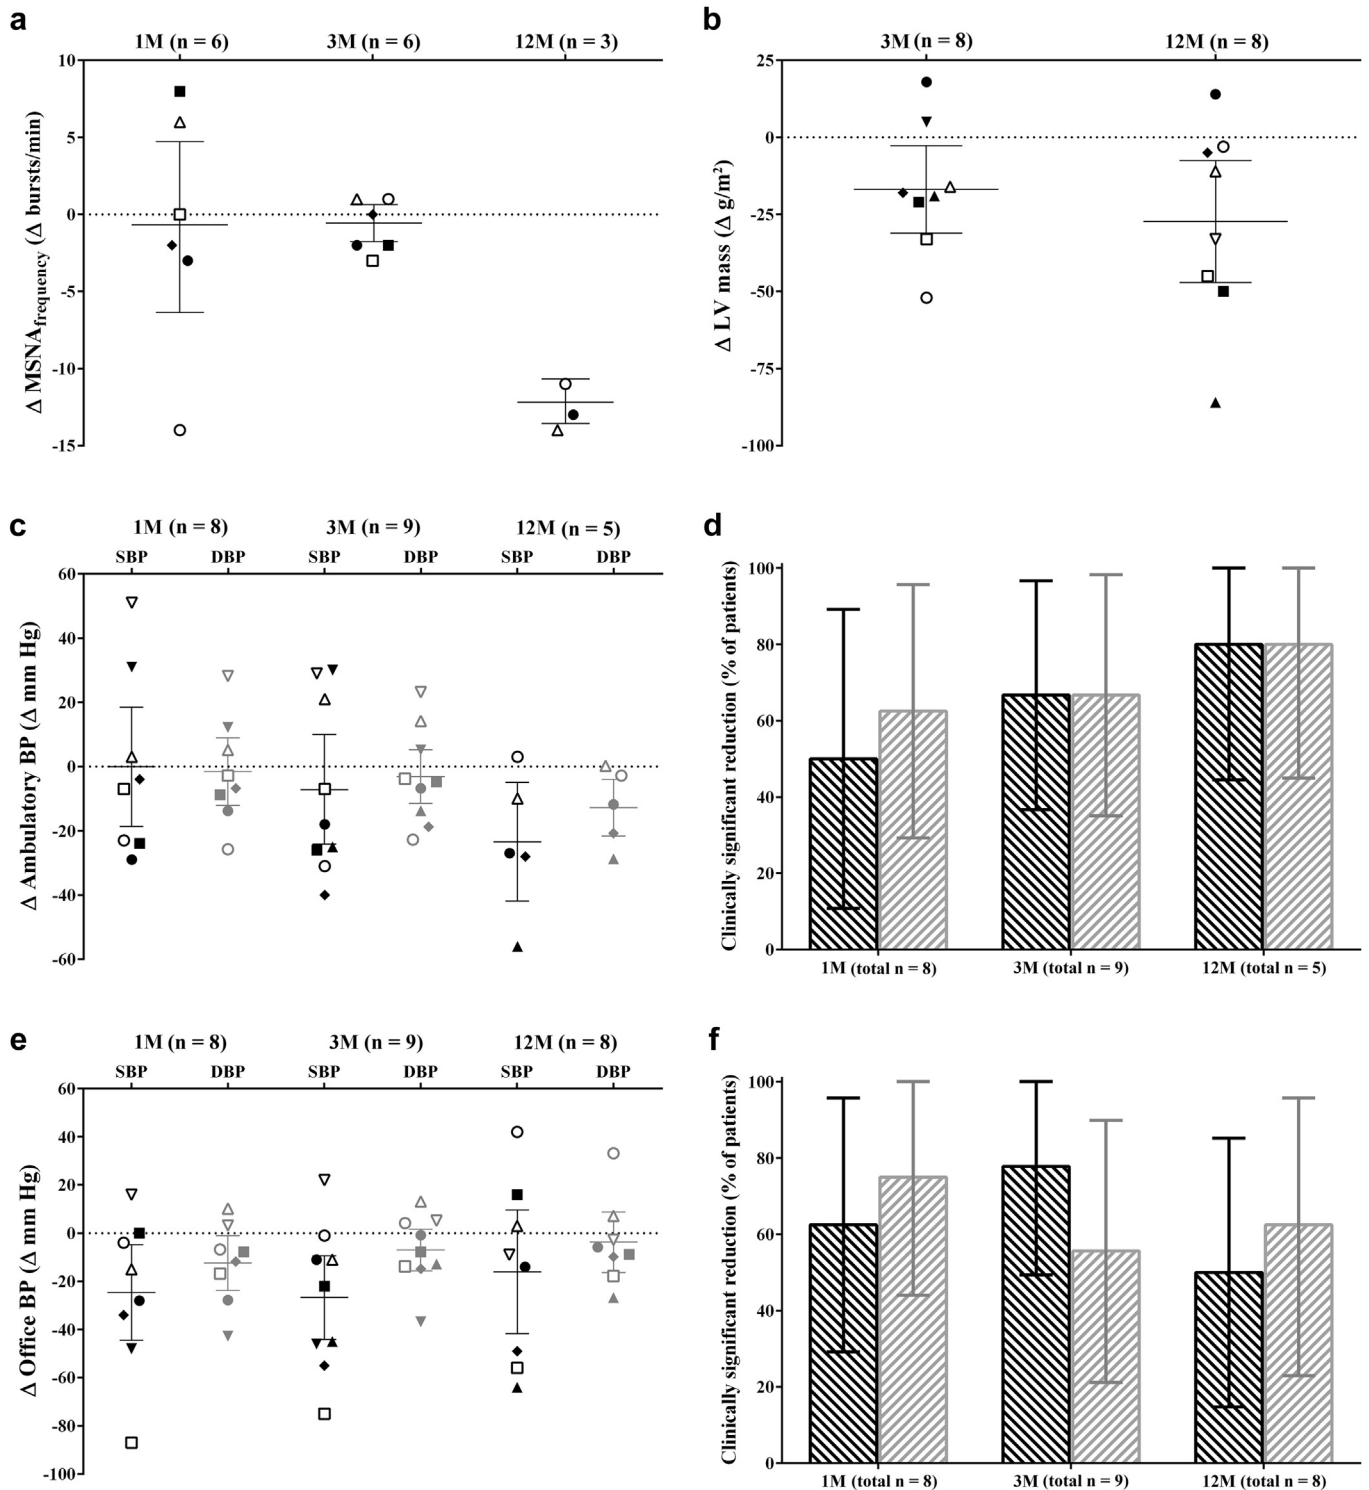 a
1M (n = 6) 3M (n = 6) 12M (n = 3)
Δ MSNAfrequency (Δ bursts/min)
10
5
0
-5
-10
-15
b
3M (n = 8) 12M (n = 8)
Δ LV mass (Δ g/m²)
25
0
-25
-50
-75
-100
c
1M (n = 8) 3M (n = 9) 12M (n = 5)
SBP DBP SBP DBP SBP DBP
Δ Ambulatory BP (Δ mm Hg)
60
40
20
0
-20
-40
-60
d
Clinically significant reduction (% of patients)
100
80
60
40
20
0
1M (total n = 8) 3M (total n = 9) 12M (total n = 5)
e
1M (n = 8) 3M (n = 9) 12M (n = 8)
SBP DBP SBP DBP SBP DBP
Δ Office BP (Δ mm Hg)
60
40
20
0
-20
-40
-60
-80
-100
f
Clinically significant reduction (% of patients)
100
80
60
40
20
0
1M (total n = 8) 3M (total n = 9) 12M (total n = 8)